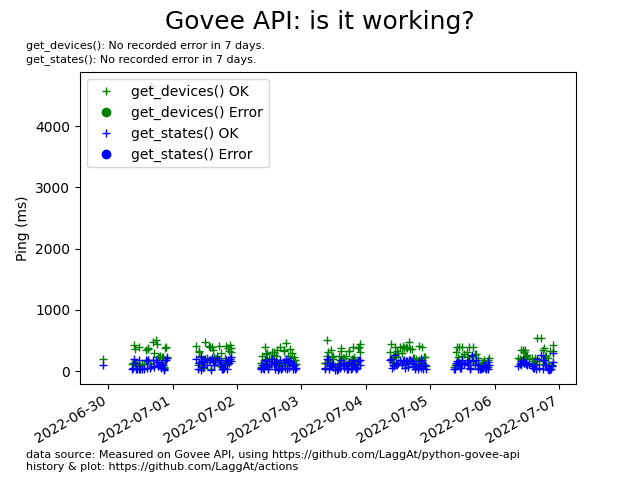 Govee API: is it working?
get_devices(): No recorded error in 7 days.
get_states(): No recorded error in 7 days.
get_devices() OK
get_devices() Error
get_states() OK
get_states() Error
Ping (ms)
4000
3000
2000
1000
0
2022-06-30
2022-07-01
2022-07-02
2022-07-03
2022-07-04
2022-07-05
2022-07-06
2022-07-07
data source: Measured on Govee API, using https://github.com/LaggAt/python-govee-api
history & plot: https://github.com/LaggAt/actions